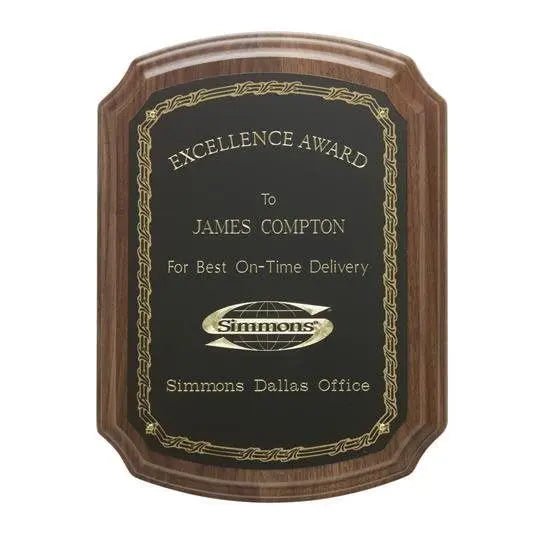 EXCELLENCE AWARD
To
JAMES COMPTON
For Best On-Time Delivery
Simmons®
Simmons Dallas Office